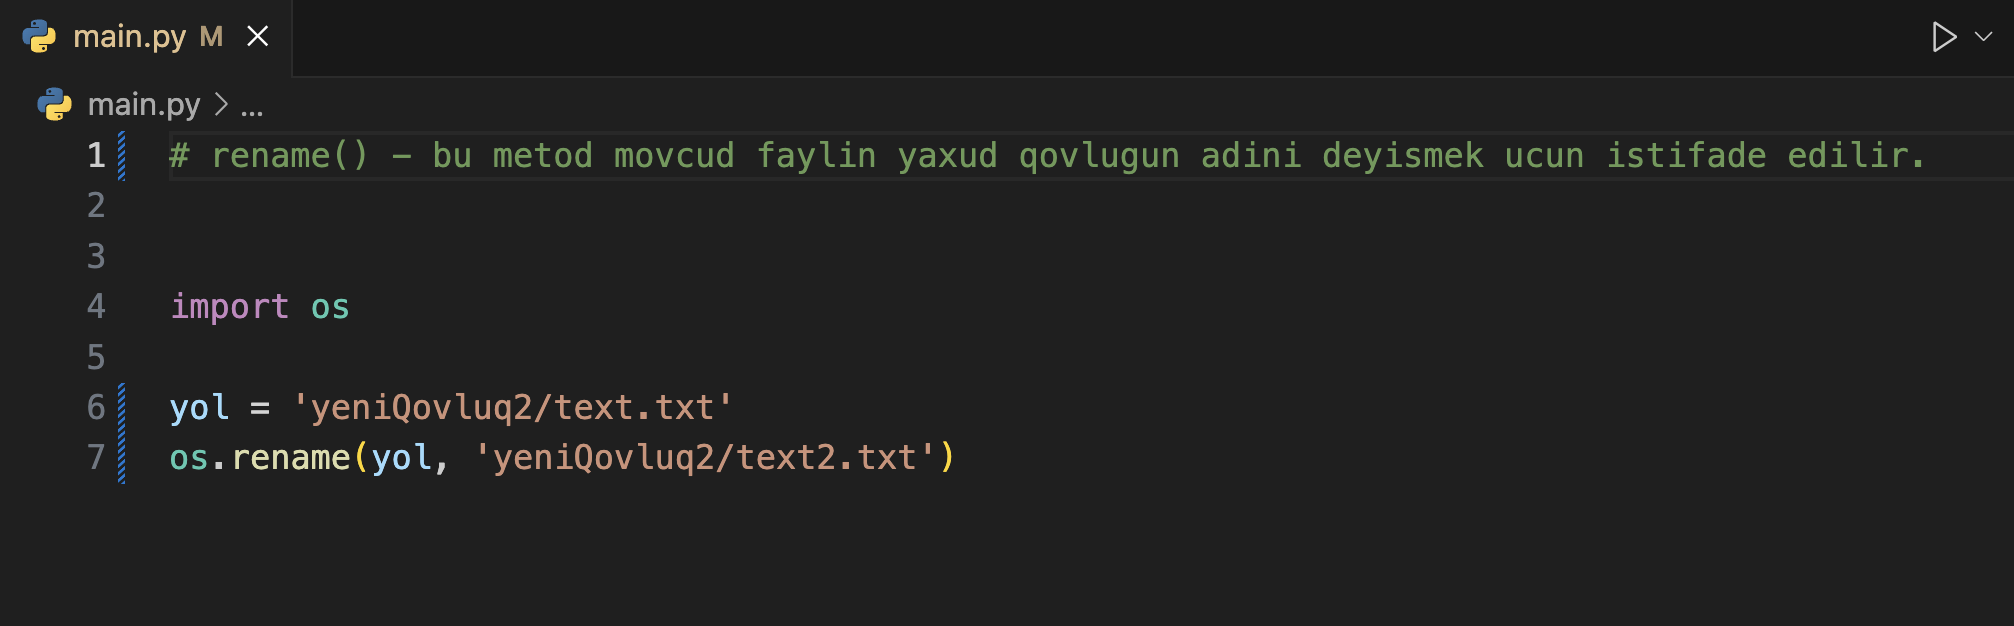 main.py M
main.py > ...
1 # rename() - bu metod movcud faylin yaxud qovlugun adini deyismek ucun istifade edilir.
2
3
4 import os
5
6 yol = 'yeniQovluq2/text.txt'
7 os.rename(yol, 'yeniQovluq2/text2.txt')